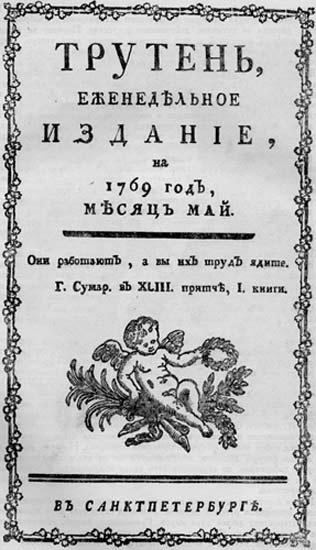 ТРУТЕНЬ,
ЕЖЕНЕДѢЛЬНОЕ
ИЗДАНІЕ,
на
1769 годъ,
МѢСЯЦЪ МАЙ.
Они работаютъ, а вы ихъ трудъ ядите.
Г. Сумар. въ XLIII. притчѣ, I. книги.
ВЪ САНКТПЕТЕРБУРГѢ.